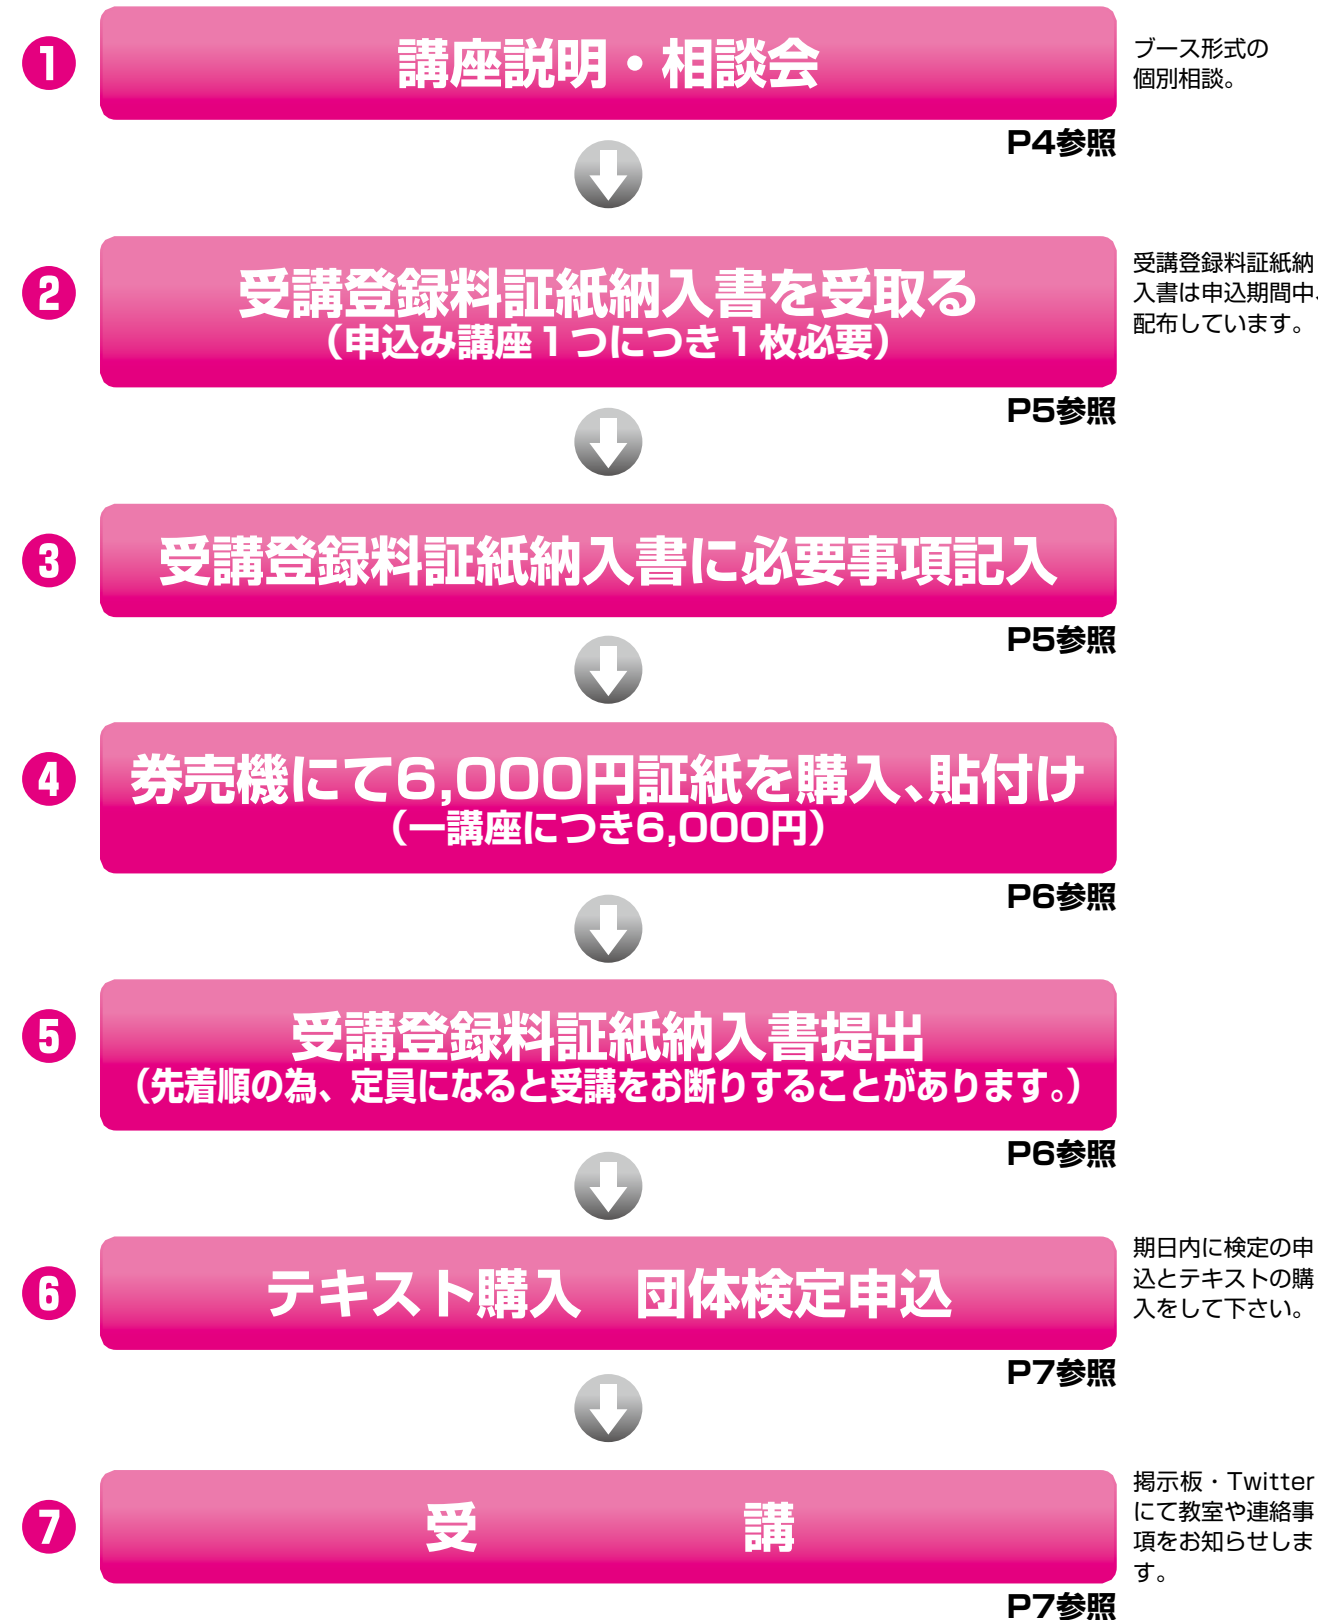 1
講座説明・相談会
ブース形式の
個別相談。
P4参照
2
受講登録料証紙納入書を受取る
（申込み講座１つにつき１枚必要）
受講登録料証紙納
入書は申込期間中、
配布しています。
P5参照
3
受講登録料証紙納入書に必要事項記入
P5参照
4
券売機にて6,000円証紙を購入、貼付け
（一講座につき6,000円）
P6参照
5
受講登録料証紙納入書提出
（先着順の為、定員になると受講をお断りすることがあります。）
P6参照
6
テキスト購入　団体検定申込
期日内に検定の申
込とテキストの購
入をして下さい。
P7参照
7
受　講
掲示板・Twitter
にて教室や連絡事
項をお知らせしま
す。
P7参照